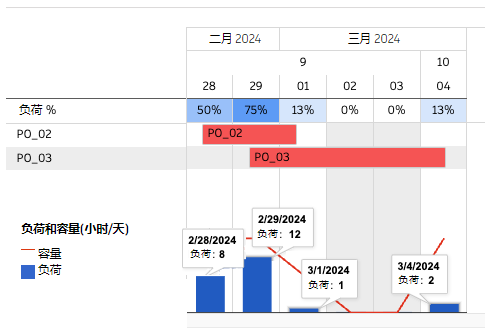 二月 2024 三月 2024
9 10
28 29 01 02 03 04
负荷 % 50% 75% 13% 0% 0% 13%
PO_02 PO_02
PO_03 PO_03
负荷和容量(小时/天)
容量
负荷
2/28/2024
负荷: 8
2/29/2024
负荷: 12
3/1/2024
负荷: 1
3/4/2024
负荷: 2